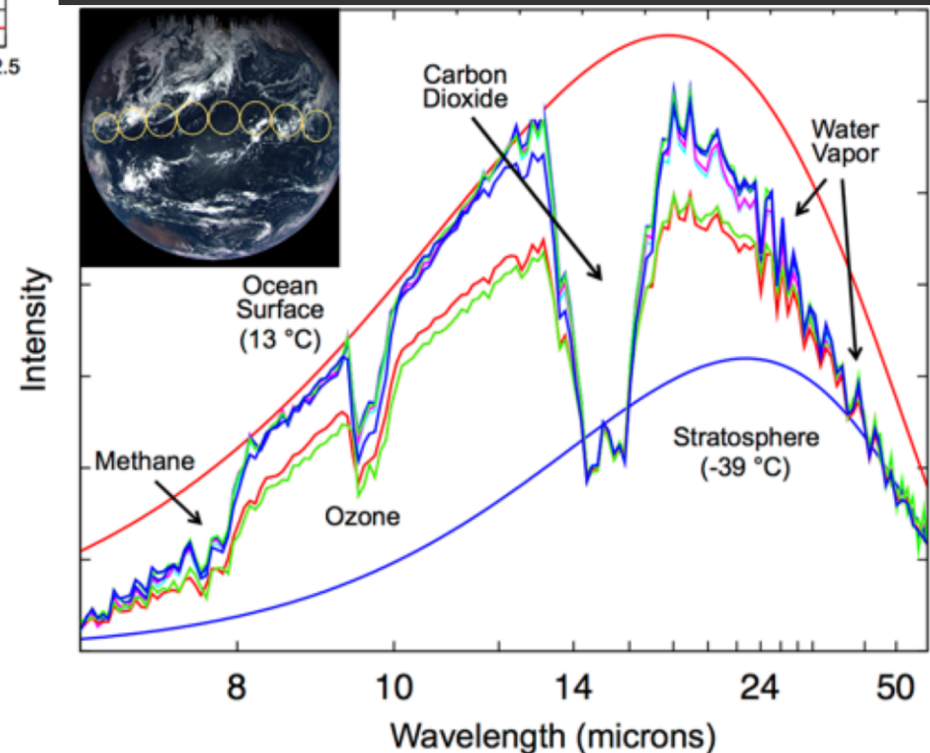 2.5
Carbon
Dioxide
Water
Vapor
Ocean
Surface
(13 °C)
Intensity
Methane
Stratosphere
(-39 °C)
Ozone
8 10 14 24 50
Wavelength (microns)